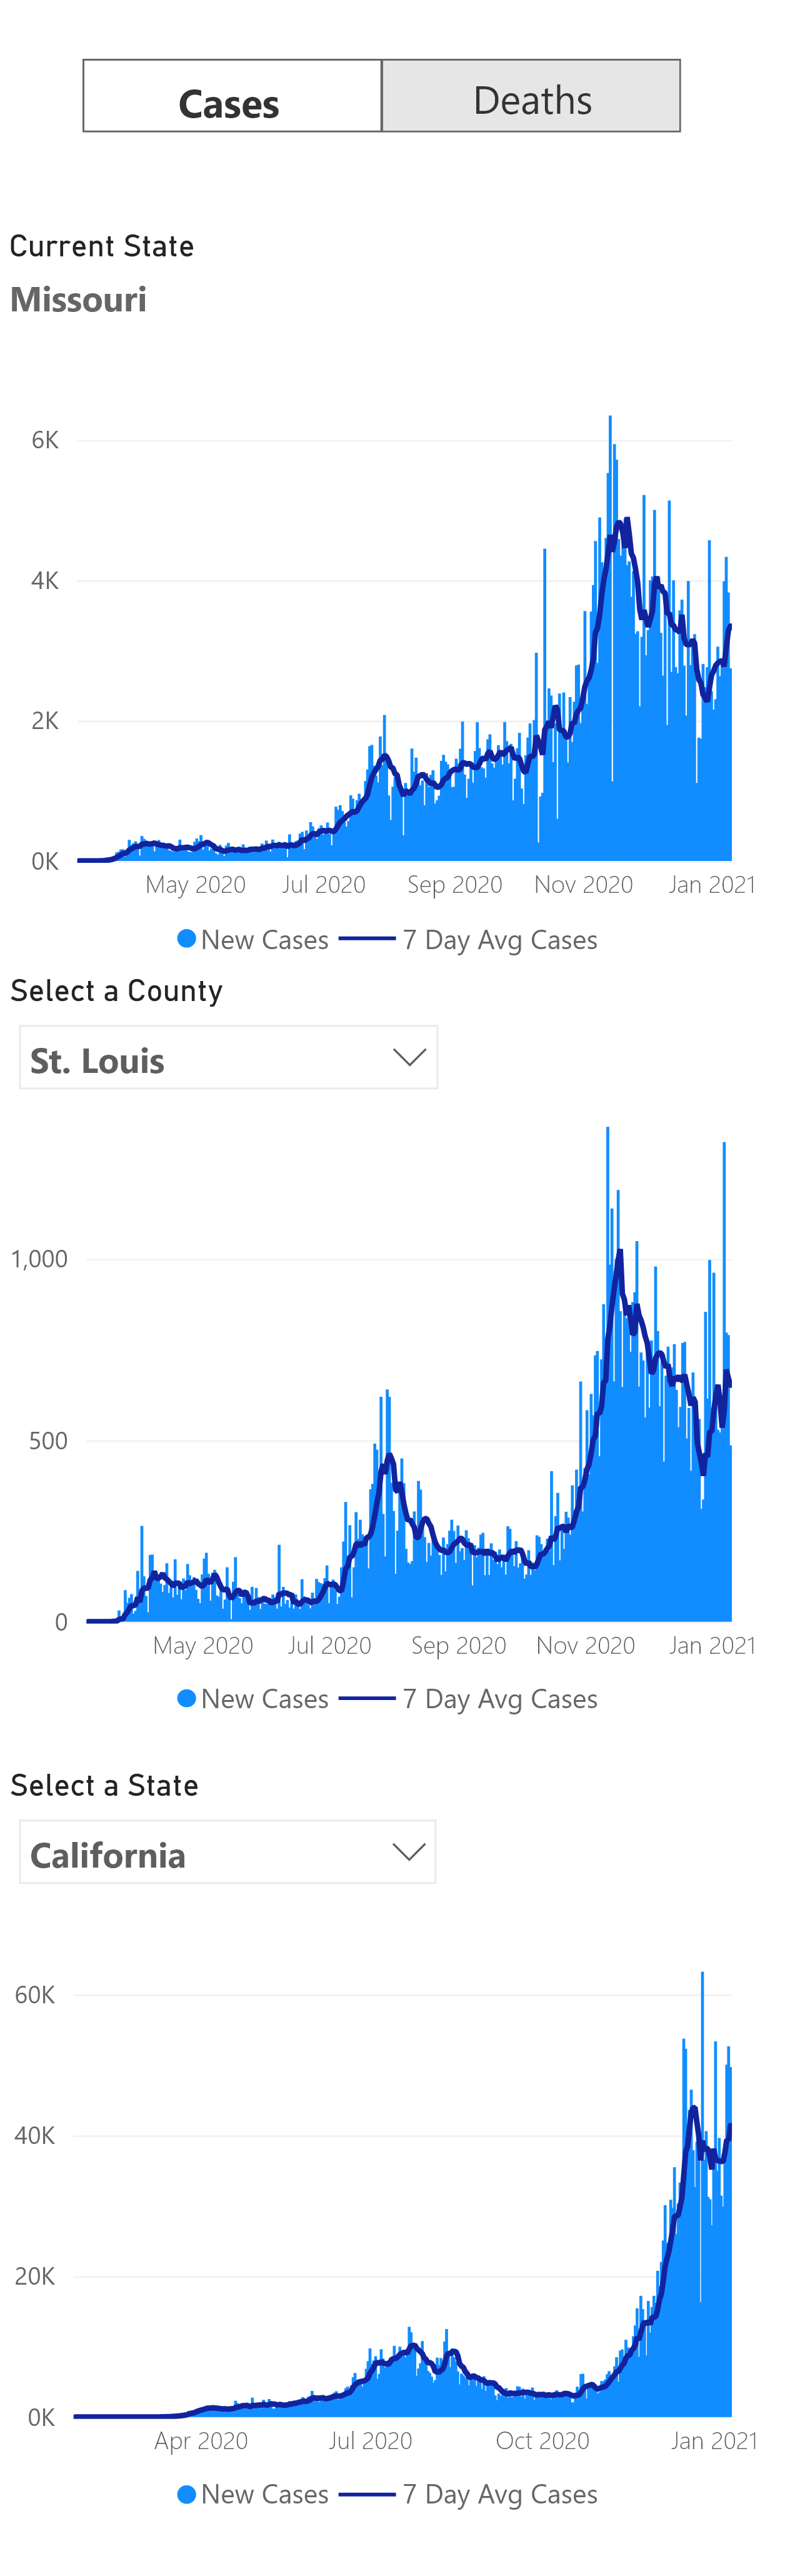 Cases Deaths
Current State
Missouri
6K
4K
2K
0K
May 2020 Jul 2020 Sep 2020 Nov 2020 Jan 2021
New Cases 7 Day Avg Cases
Select a County
St. Louis
1,000
500
0
May 2020 Jul 2020 Sep 2020 Nov 2020 Jan 2021
New Cases 7 Day Avg Cases
Select a State
California
60K
40K
20K
0K
Apr 2020 Jul 2020 Oct 2020 Jan 2021
New Cases 7 Day Avg Cases